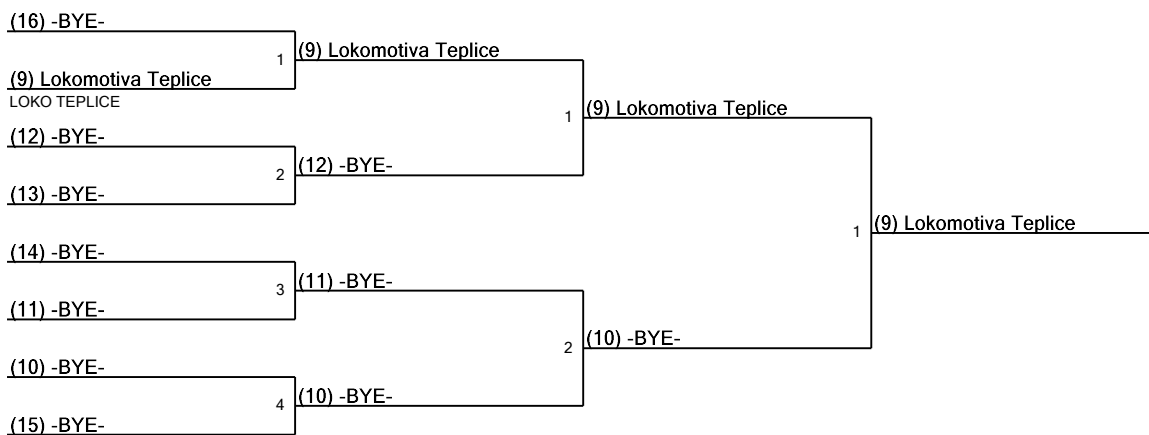 (16) -BYE-
1
(9) Lokomotiva Teplice
(9) Lokomotiva Teplice
LOKO TEPLICE
1
(9) Lokomotiva Teplice
(12) -BYE-
2
(12) -BYE-
(13) -BYE-
1
(9) Lokomotiva Teplice
(14) -BYE-
3
(11) -BYE-
(11) -BYE-
2
(10) -BYE-
(10) -BYE-
4
(10) -BYE-
(15) -BYE-